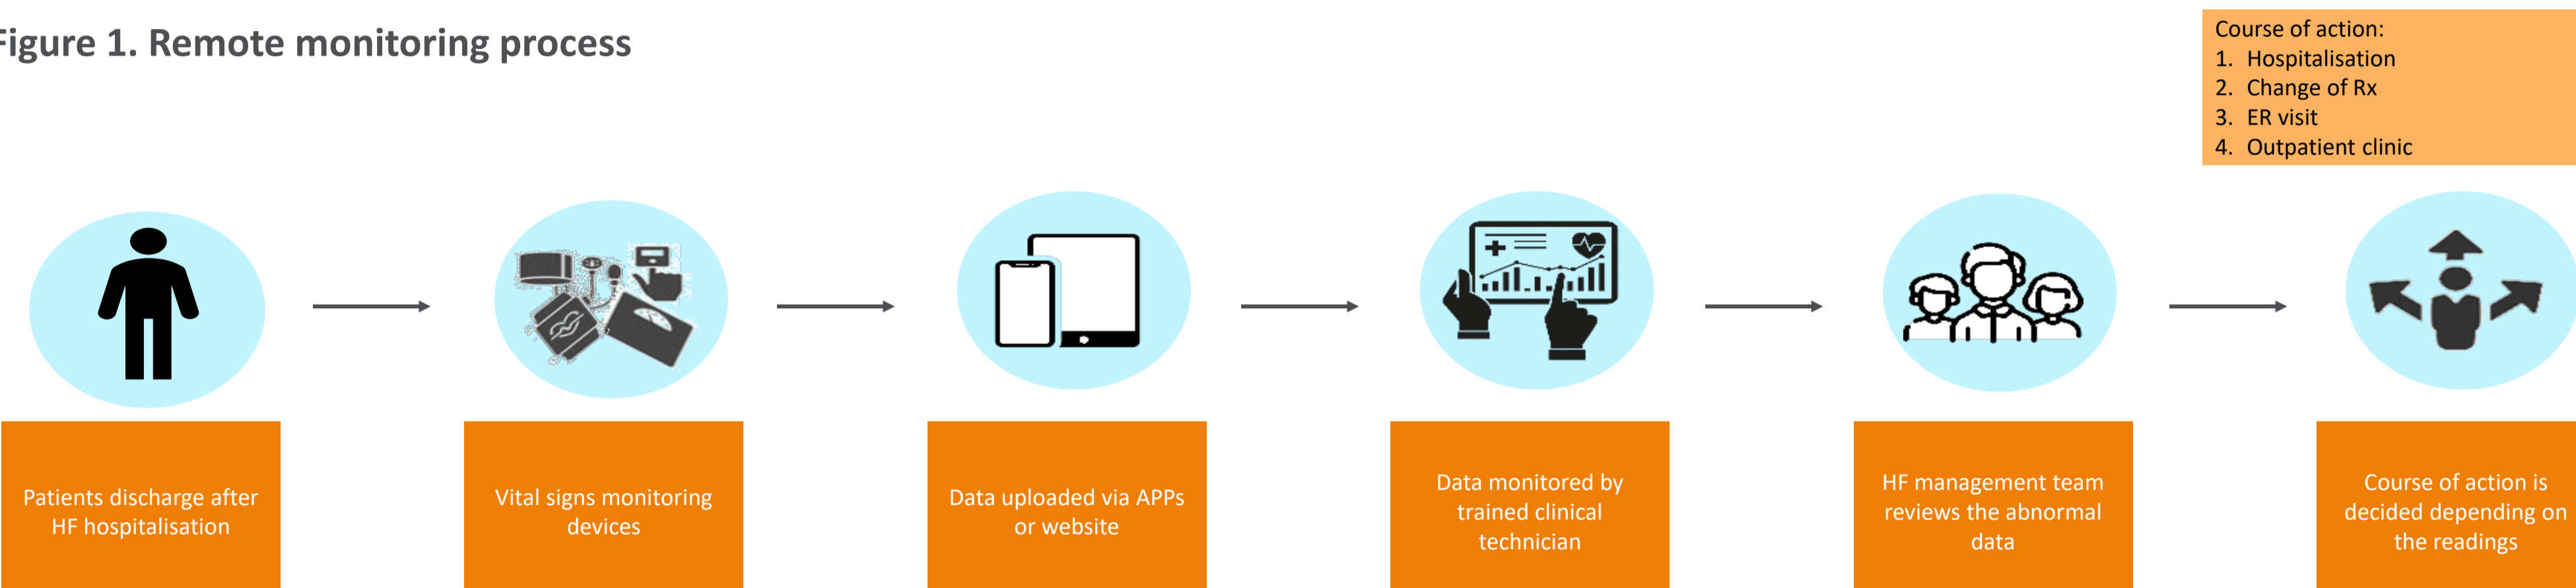 Figure 1. Remote monitoring process
Course of action:
1. Hospitalisation
2. Change of Rx
3. ER visit
4. Outpatient clinic
Patients discharge after
HF hospitalisation
Vital signs monitoring
devices
Data uploaded via APPs
or website
Data monitored by
trained clinical
technician
HF management team
reviews the abnormal
data
Course of action is
decided depending on
the readings